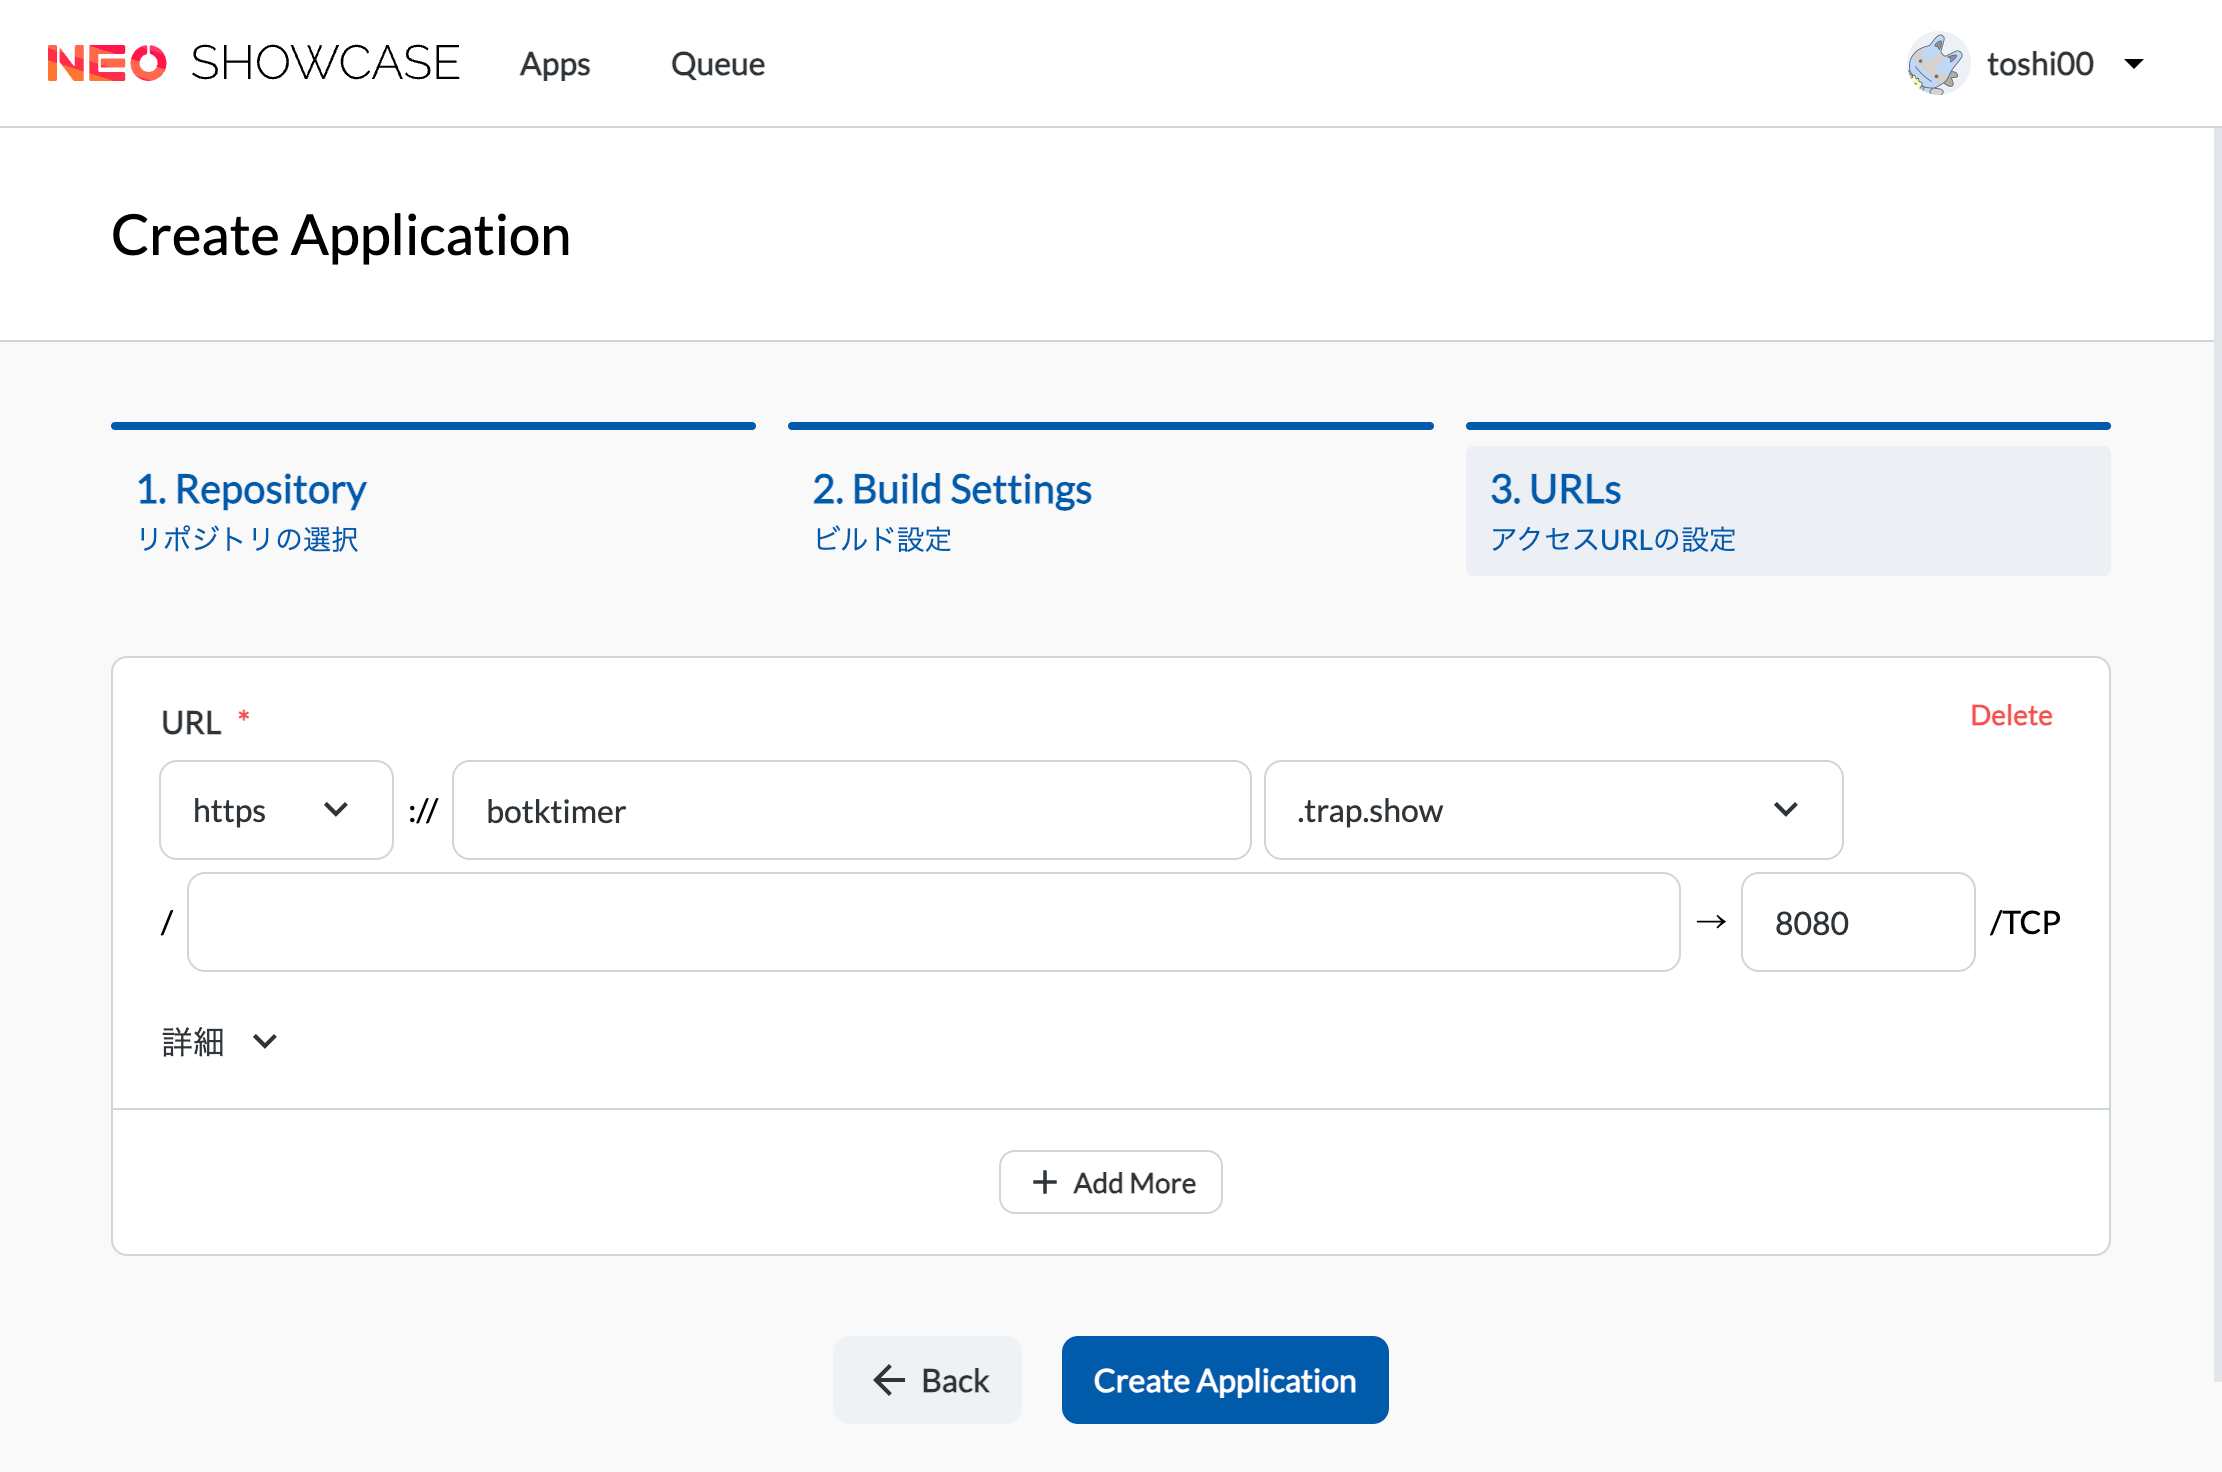 NEO SHOWCASE Apps Queue toshi00
Create Application
1. Repository
リポジトリの選択
2. Build Settings
ビルド設定
3. URLs
アクセスURLの設定
URL * Delete
https :// botktimer .trap.show
/ → 8080 /TCP
詳細
+ Add More
← Back Create Application